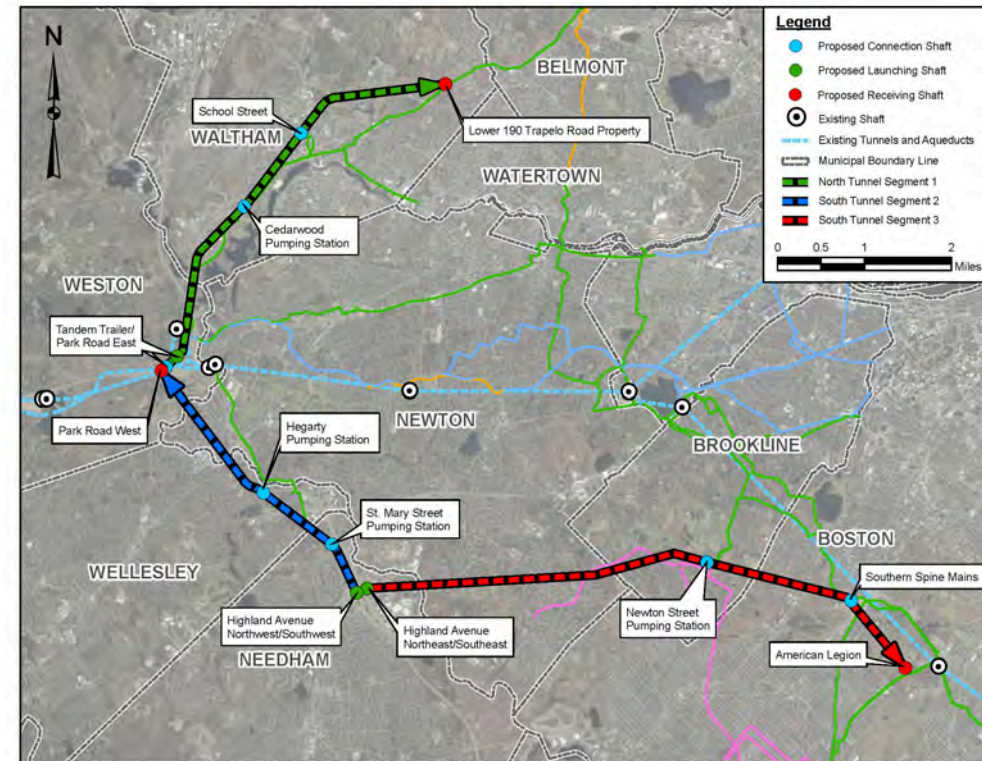 N
BELMONT
School Street
WALTHAM
Lower 190 Trapelo Road Property
WATERTOWN
Cedarwood
Pumping Station
WESTON
Tandem Trailer/
Park Road East
Park Road West
NEWTON
Hegarty
Pumping Station
BROOKLINE
St. Mary Street
Pumping Station
BOSTON
WELLESLEY
Southern Spine Mains
Highland Avenue
Northwest/Southwest
Highland Avenue
Northeast/Southeast
Newton Street
Pumping Station
NEEDHAM
American Legion
Legend
Proposed Connection Shaft
Proposed Launching Shaft
Proposed Receiving Shaft
Existing Shaft
Existing Tunnels and Aqueducts
Municipal Boundary Line
North Tunnel Segment 1
South Tunnel Segment 2
South Tunnel Segment 3
0 0.5 1 2
Miles